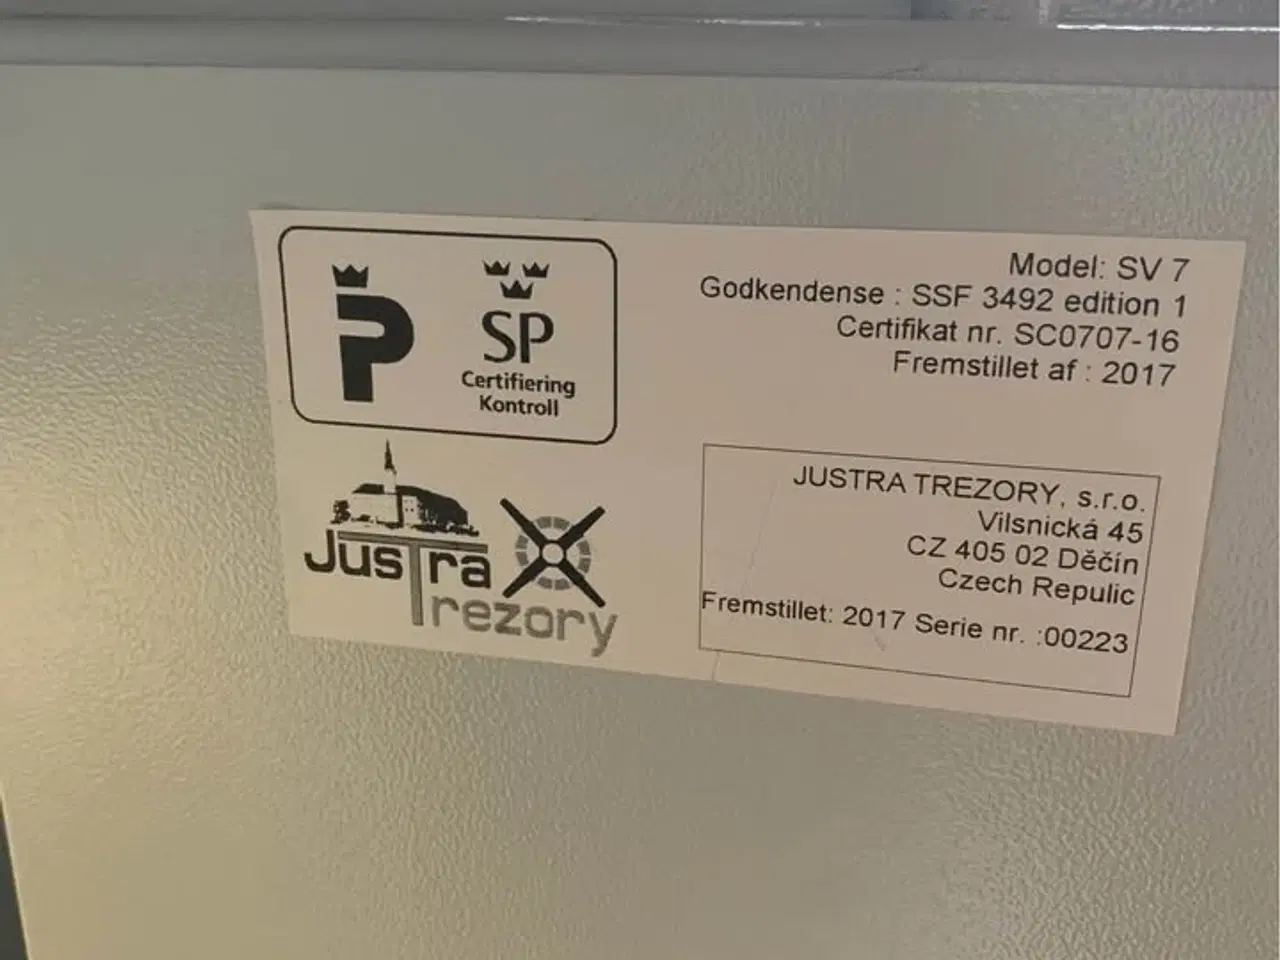 SP
Certifiering
Kontroll
Justra
Trezory
Model: SV 7
Godkendense : SSF 3492 edition 1
Certifikat nr. SC0707-16
Fremstillet af : 2017
JUSTRA TREZORY, s.r.o.
Vilsnická 45
CZ 405 02 Děčín
Czech Repulic
Fremstillet: 2017 Serie nr. :00223